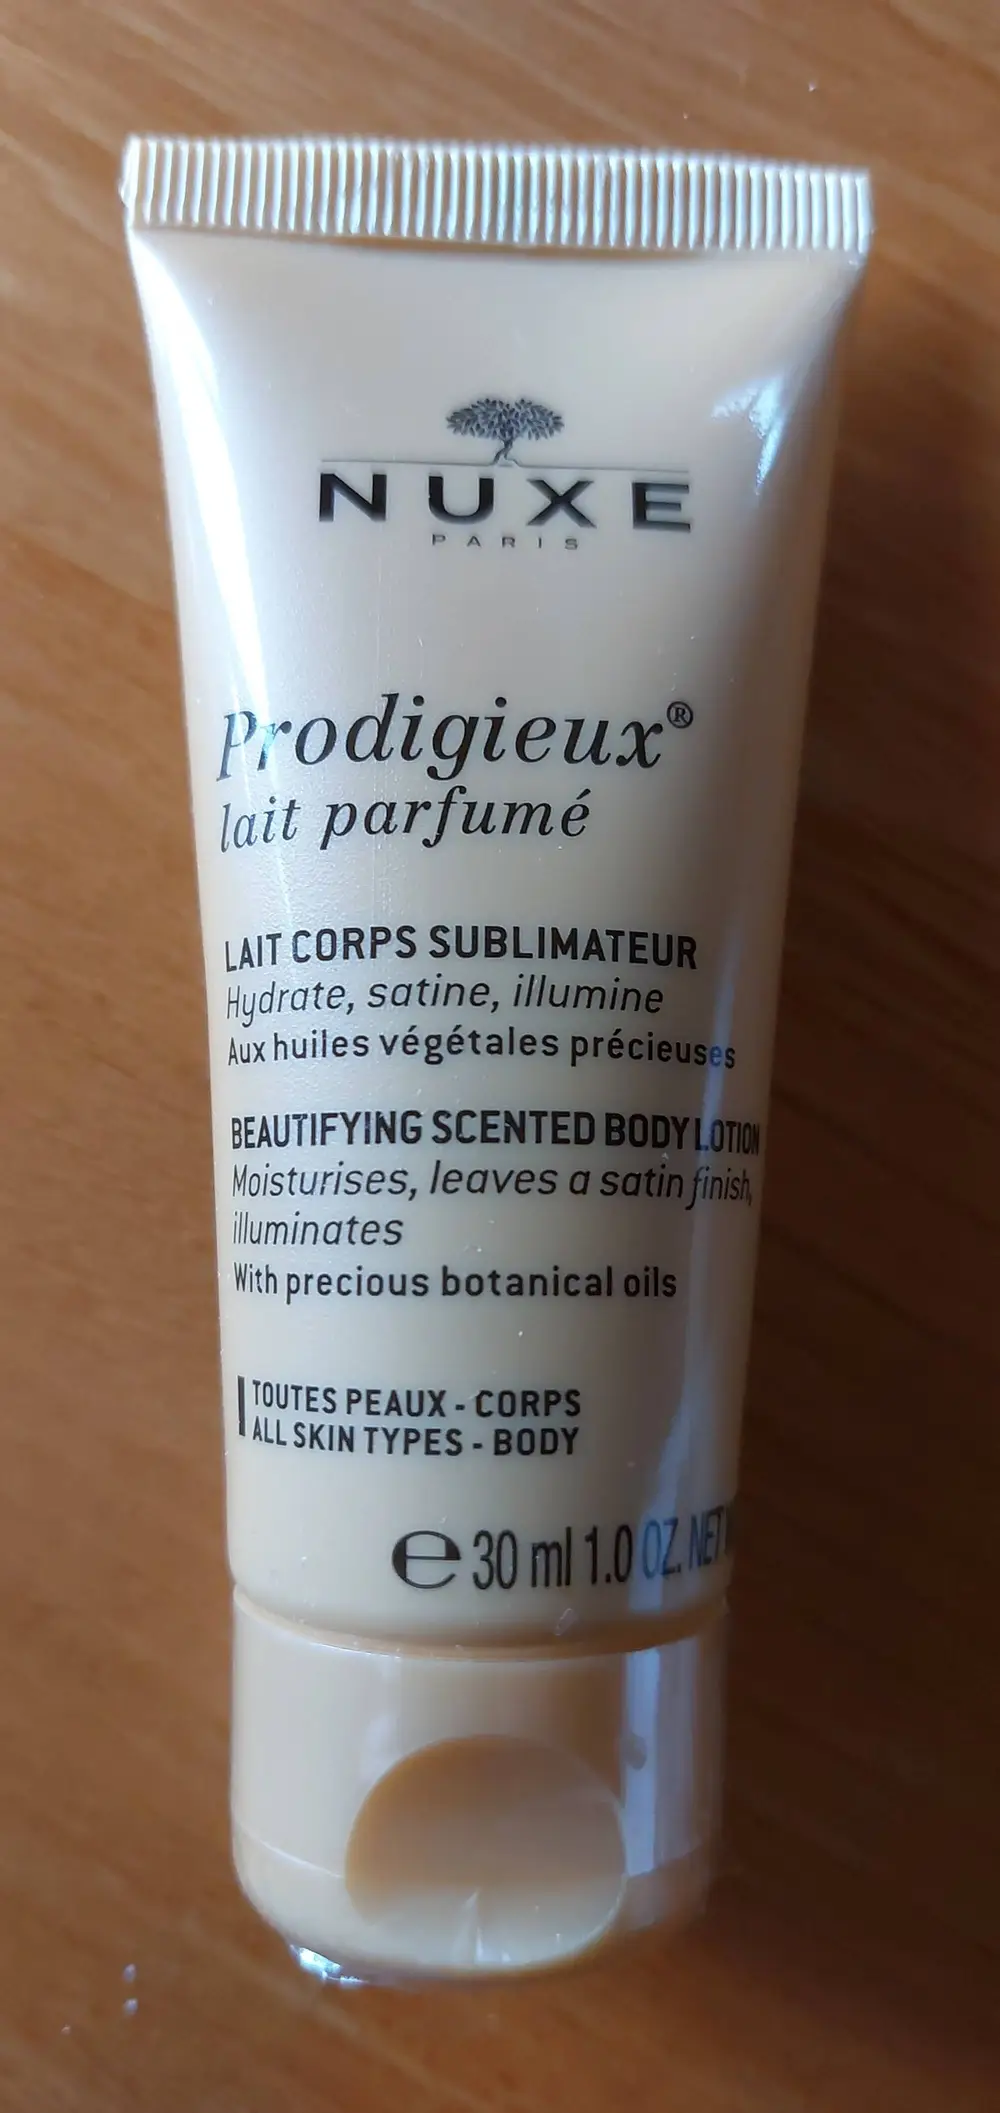 NUXE
PARIS
Prodigieux®
lait parfumé
LAIT CORPS SUBLIMATEUR
Hydrate, satine, illumine
Aux huiles végétales précieuses
BEAUTIFYING SCENTED BODY LOTION
Moisturises, leaves a satin finish,
illuminates
With precious botanical oils
TOUTES PEAUX - CORPS
ALL SKIN TYPES - BODY
℮ 30 ml 1.0 OZ. NET